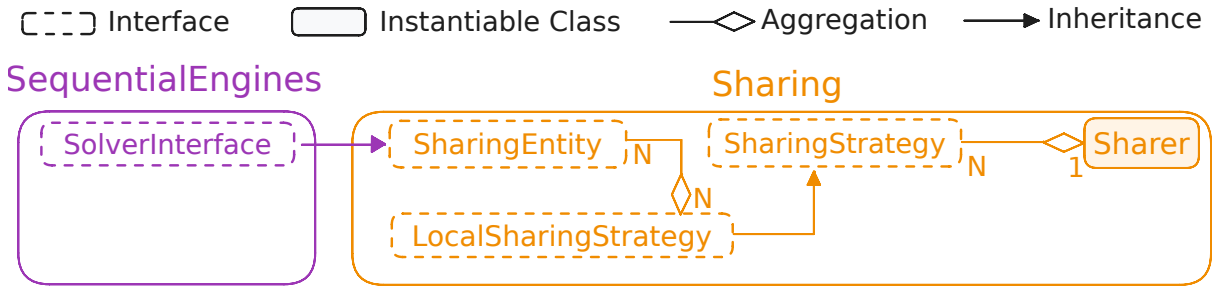 Interface Instantiable Class Aggregation Inheritance
SequentialEngines
Sharing
SolverInterface
SharingEntity
N
N
LocalSharingStrategy
SharingStrategy
N
1
Sharer